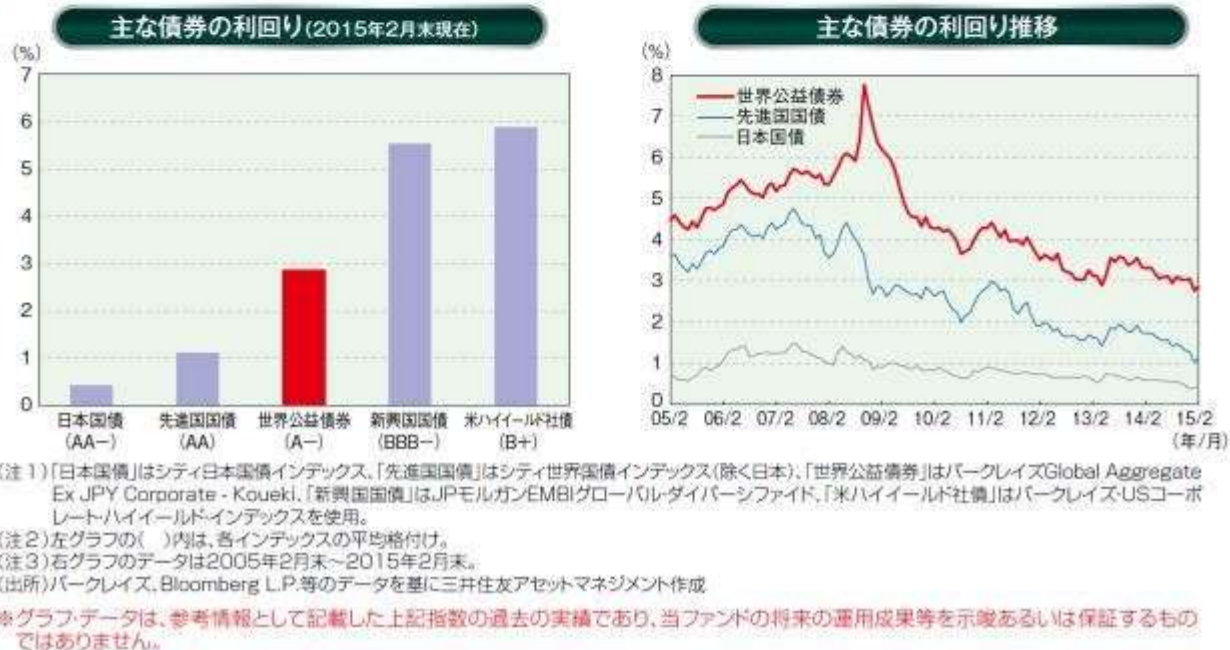 主な債券の利回り(2015年2月末現在)
(%)
7
6
5
4
3
2
1
0
日本国債
(AA-)
先進国国債
(AA)
世界公益債券
(A-)
新興国国債
(BBB-)
米ハイイールド社債
(B+)
主な債券の利回り推移
(%)
8
7
6
5
4
3
2
1
0
世界公益債券
先進国国債
日本国債
05/2 06/2 07/2 08/2 09/2 10/2 11/2 12/2 13/2 14/2 15/2
(年/月)
(注1)「日本国債」はシティ日本国債インデックス、「先進国国債」はシティ世界国債インデックス(除く日本)、「世界公益債券」はバークレイズGlobal Aggregate
Ex JPY Corporate - Koueki、「新興国国債」はJPモルガンEMBIグローバル・ダイバーシファイド、「米ハイイールド社債」はバークレイズ・USコーポ
レート・ハイイールド・インデックスを使用。
(注2)左グラフの( )内は、各インデックスの平均格付け。
(注3)右グラフのデータは2005年2月末~2015年2月末。
(出所)バークレイズ、Bloomberg L.P.等のデータを基に三井住友アセットマネジメント作成
※グラフ・データは、参考情報として記載した上記指数の過去の実績であり、当ファンドの将来の運用成果等を示唆あるいは保証するもの
ではありません。